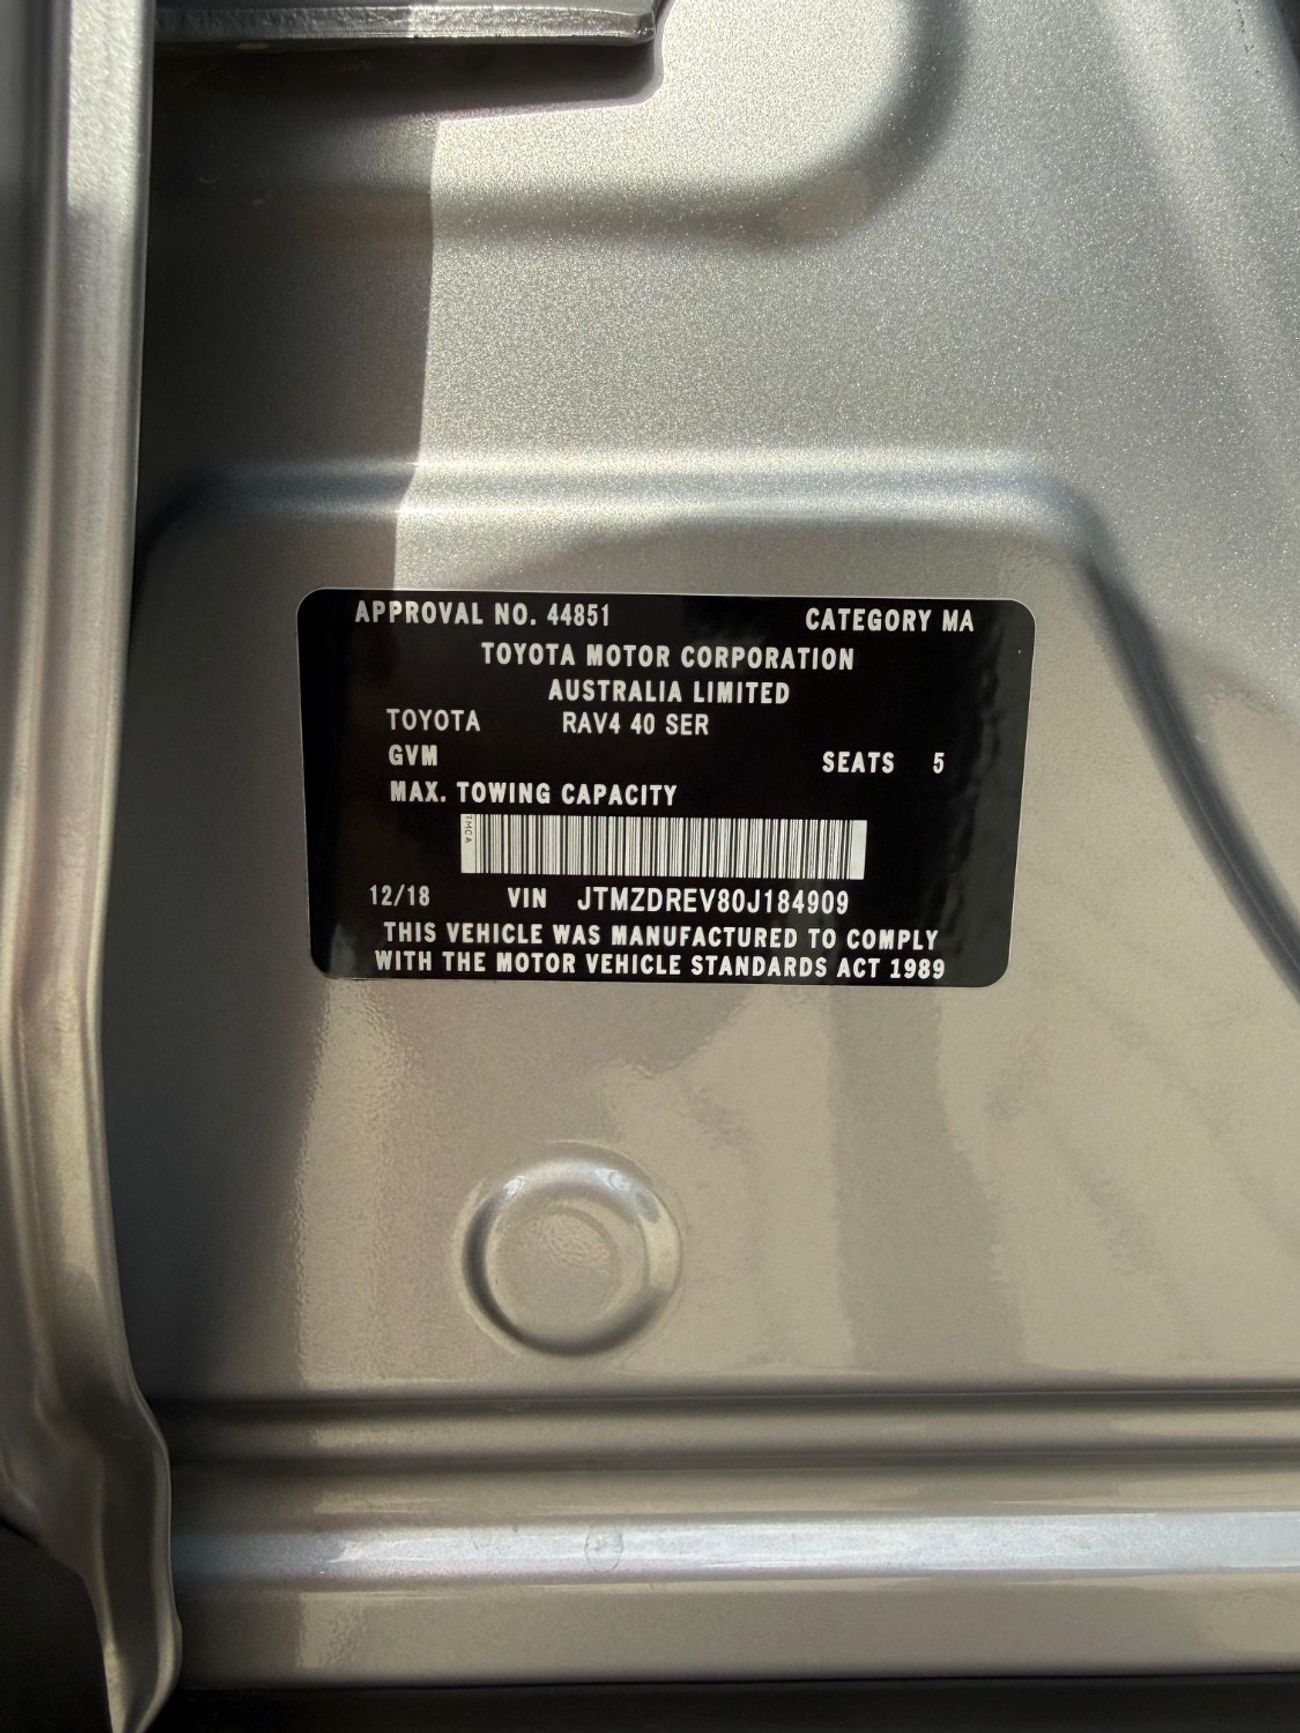 APPROVAL NO. 44851 CATEGORY MA
TOYOTA MOTOR CORPORATION
AUSTRALIA LIMITED
TOYOTA RAV4 40 SER
GVM SEATS 5
MAX. TOWING CAPACITY
TMCA
12/18 VIN JTMZDREV80J184909
THIS VEHICLE WAS MANUFACTURED TO COMPLY
WITH THE MOTOR VEHICLE STANDARDS ACT 1989